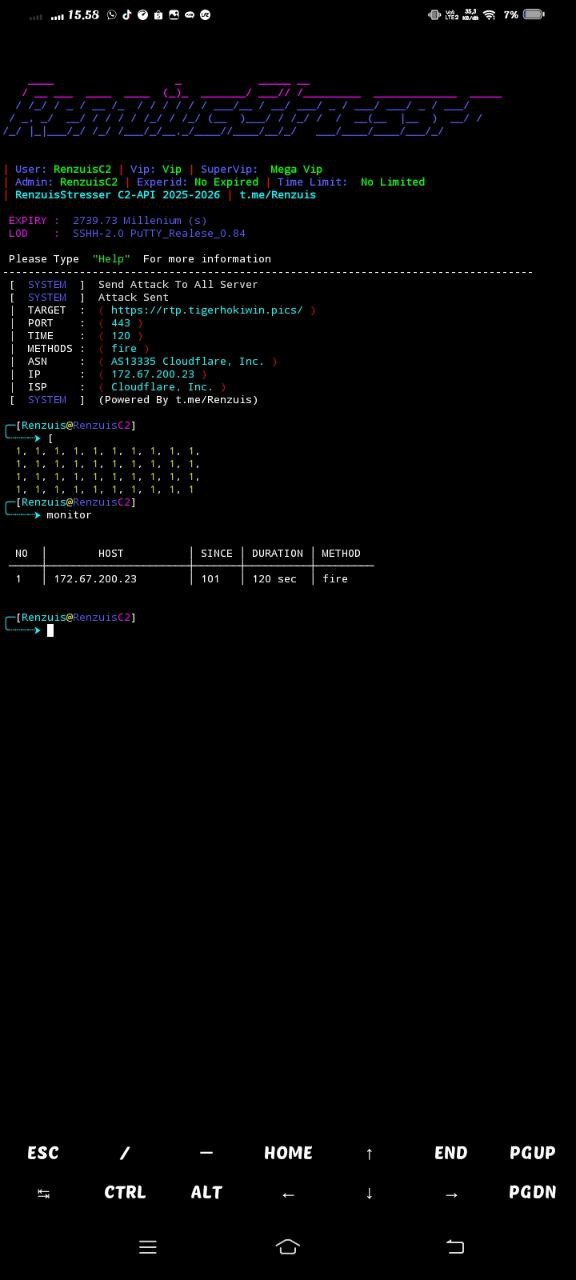 15.58 7%
| User: RenzuisC2 | Vip: Vip | SuperVip: Mega Vip
| Admin: RenzuisC2 | Experid: No Expired | Time Limit: No Limited
| RenzuisStresser C2-API 2025-2026 | t.me/Renzuis
EXPIRY : 2739.73 Millenium (s)
LOD : SSHH-2.0 PuTTY_Realese_0.84
Please Type "Help" For more information
[ SYSTEM ] Send Attack To All Server
[ SYSTEM ] Attack Sent
| TARGET : ( https://rtp.tigerhokiwin.pics/ )
| PORT : ( 443 )
| TIME : ( 120 )
| METHODS : ( fire )
| ASN : ( AS13335 Cloudflare, Inc. )
| IP : ( 172.67.200.23 )
| ISP : ( Cloudflare, Inc. )
[ SYSTEM ] (Powered By t.me/Renzuis)
[Renzuis@RenzuisC2]
[
1, 1, 1, 1, 1, 1, 1, 1, 1, 1,
1, 1, 1, 1, 1, 1, 1, 1, 1, 1,
1, 1, 1, 1, 1, 1, 1, 1, 1, 1,
1, 1, 1, 1, 1, 1, 1, 1, 1, 1
[Renzuis@RenzuisC2]
monitor
NO | HOST | SINCE | DURATION | METHOD
1 | 172.67.200.23 | 101 | 120 sec | fire
[Renzuis@RenzuisC2]
ESC / — HOME ↑ END PGUP
↹ CTRL ALT ← ↓ → PGDN